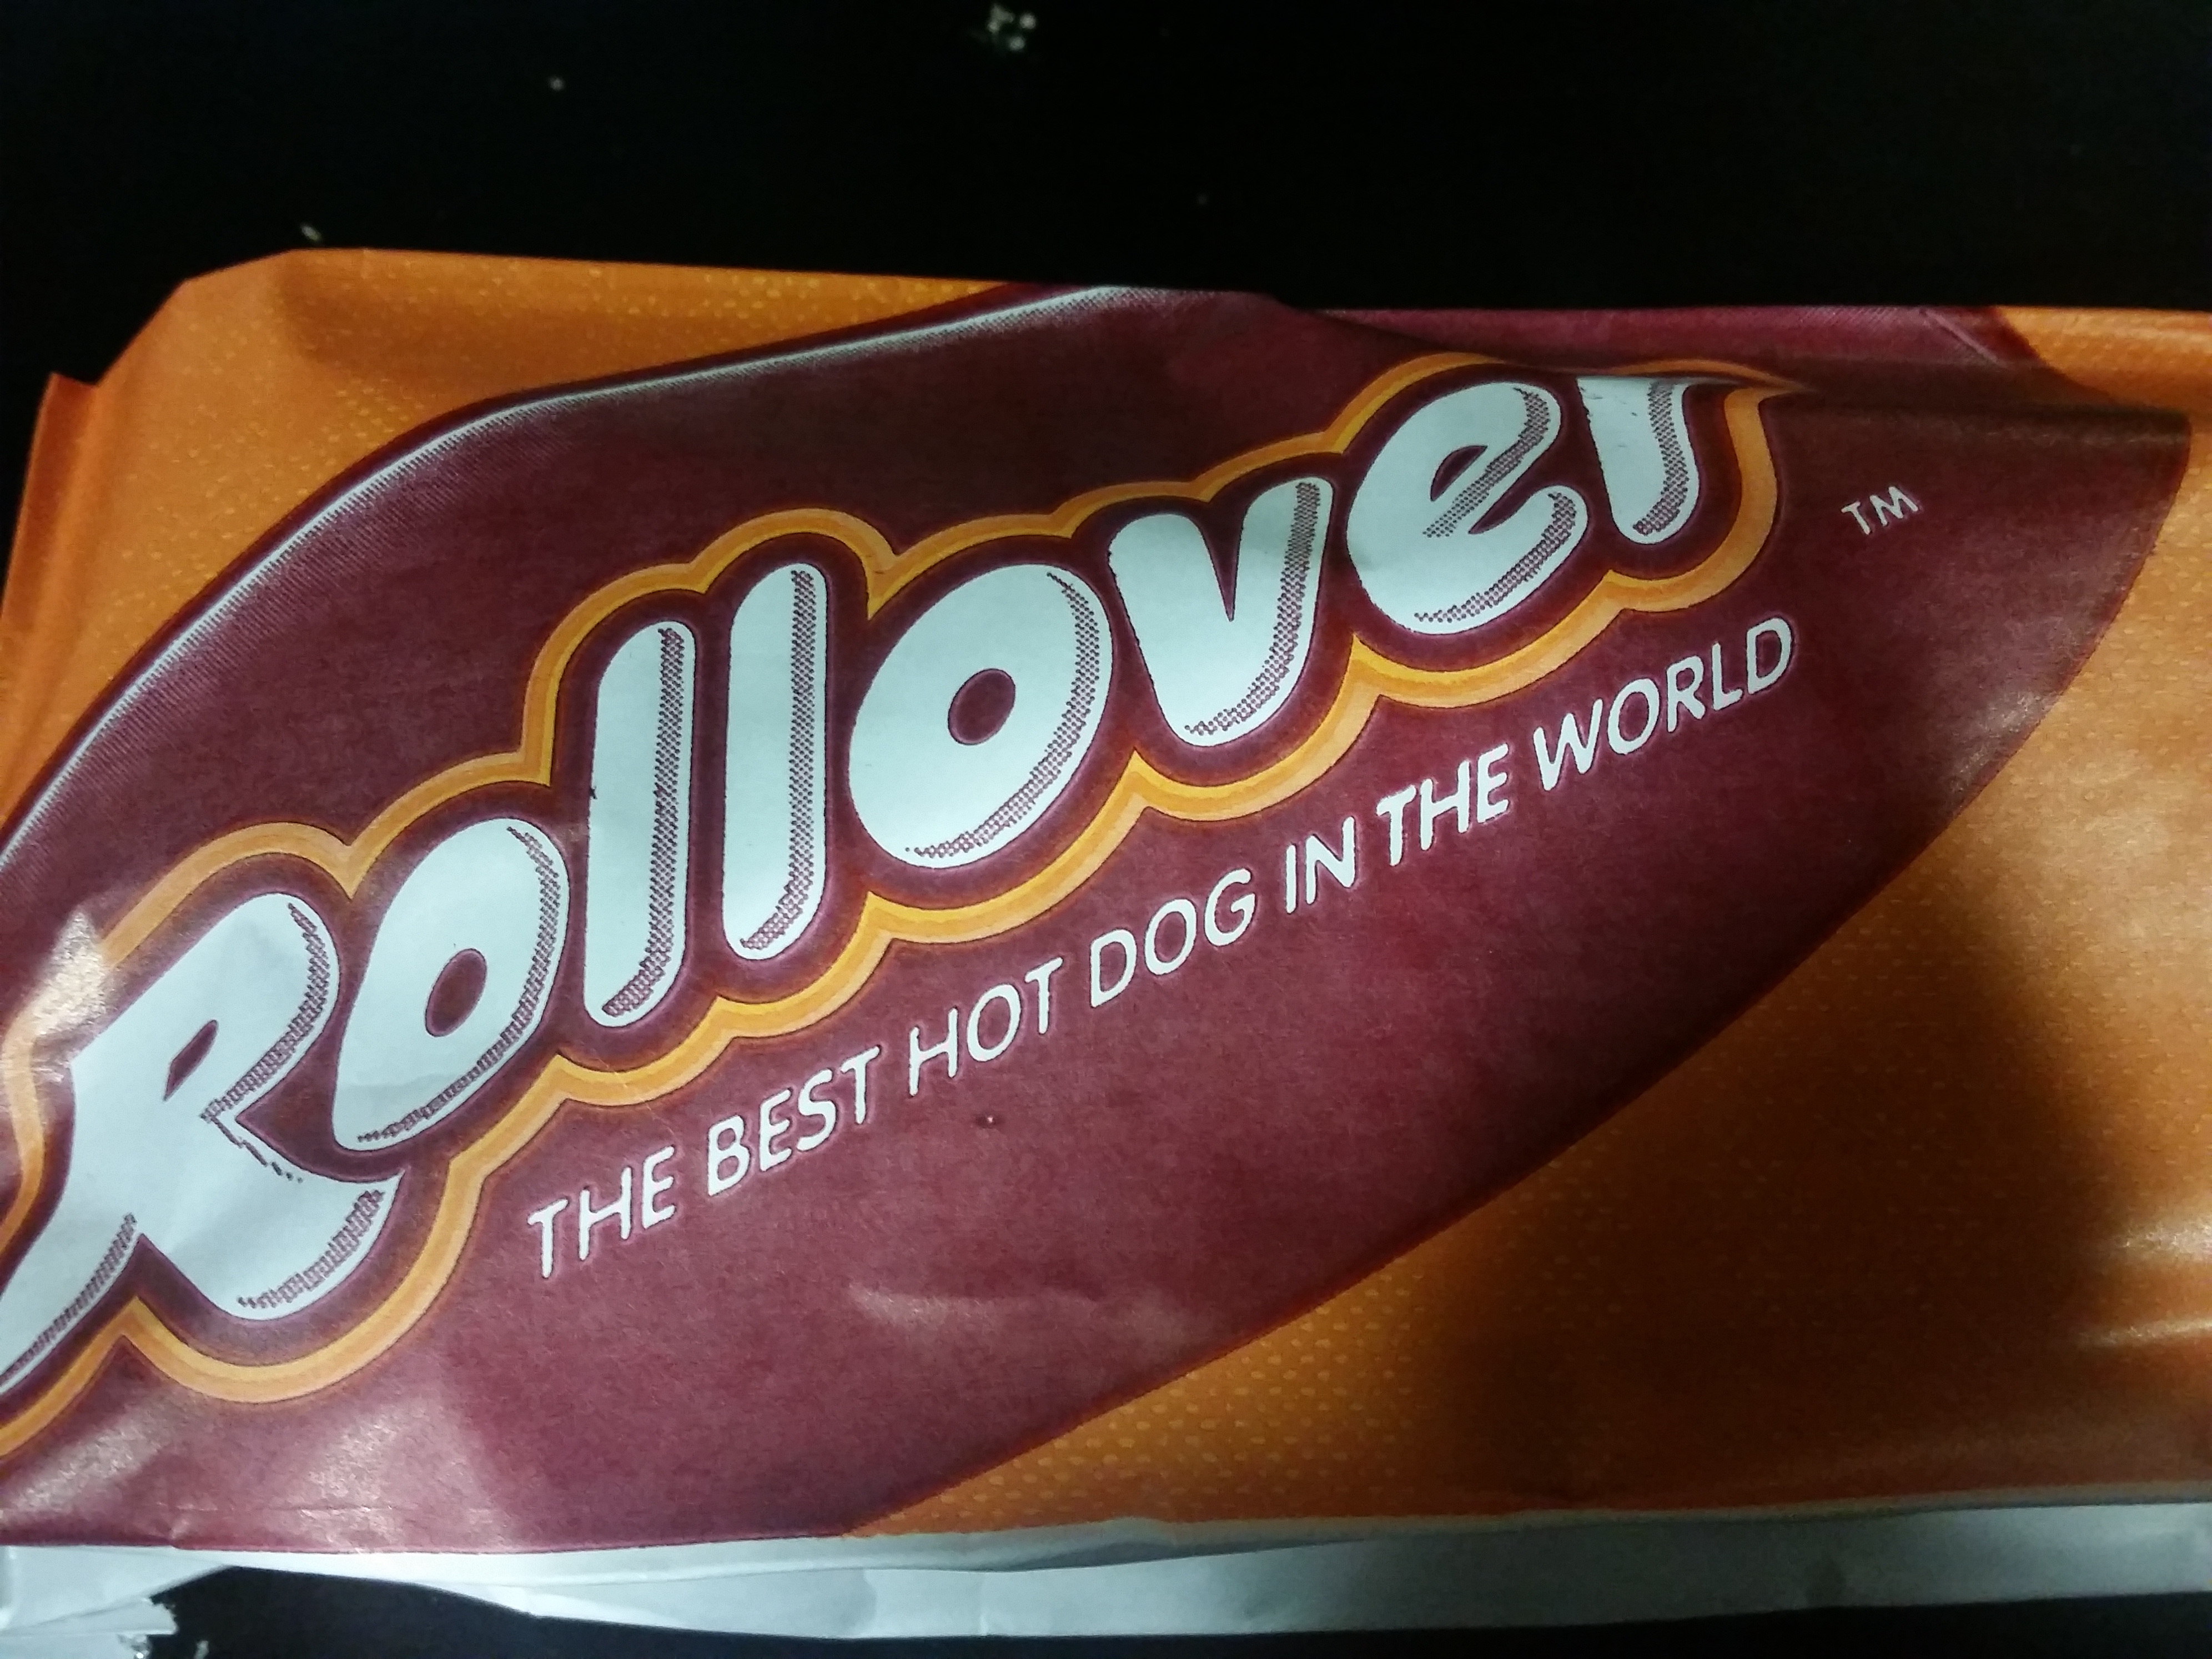 Rollover
TM
THE BEST HOT DOG IN THE WORLD